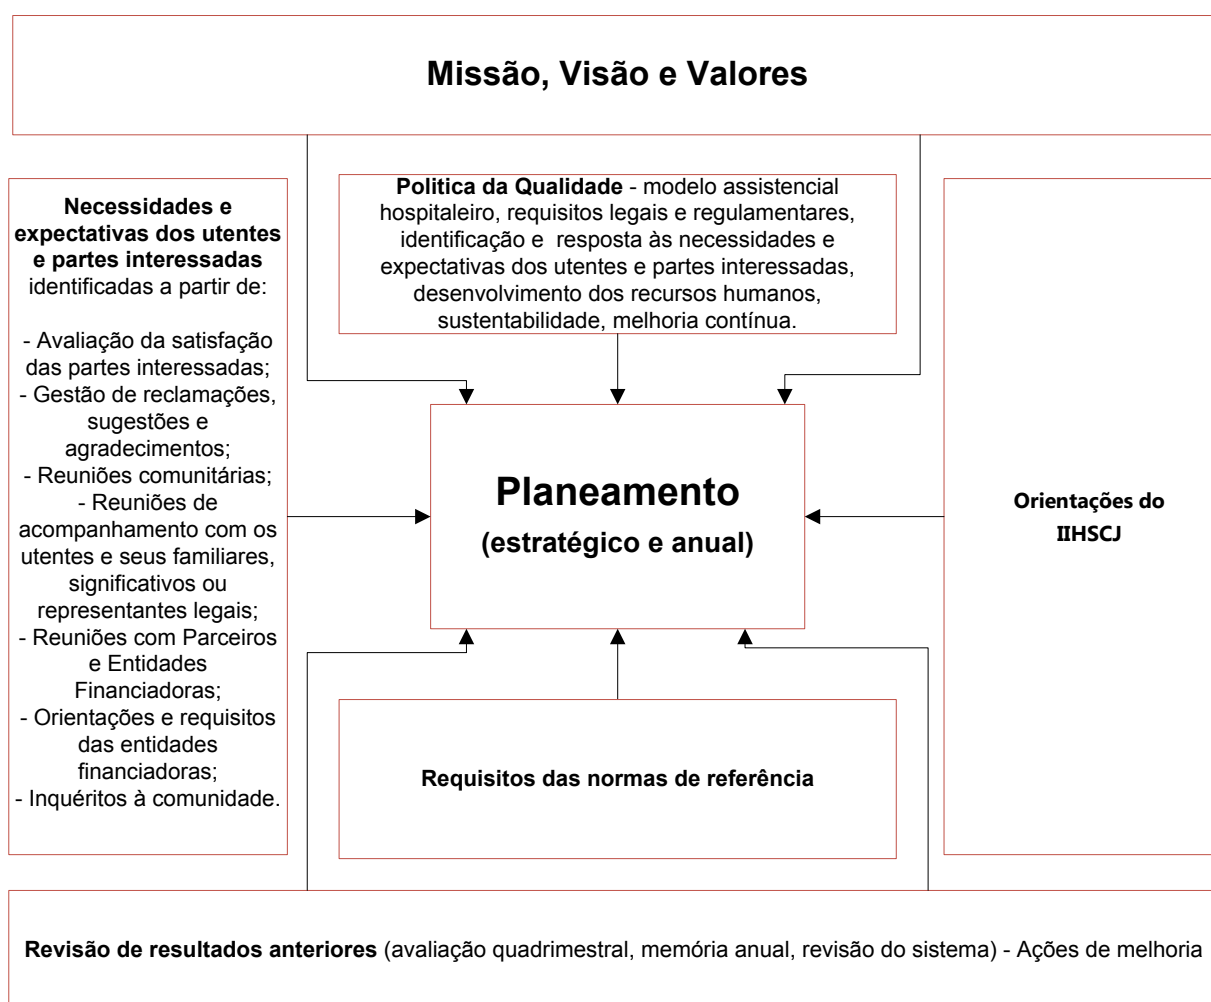 Missão, Visão e Valores
Necessidades e
expectativas dos utentes
e partes interessadas
identificadas a partir de:
- Avaliação da satisfação
das partes interessadas;
- Gestão de reclamações,
sugestões e
agradecimentos;
- Reuniões comunitárias;
- Reuniões de
acompanhamento com os
utentes e seus familiares,
significativos ou
representantes legais;
- Reuniões com Parceiros
e Entidades
Financiadoras;
- Orientações e requisitos
das entidades
financiadoras;
- Inquéritos à comunidade.
Politica da Qualidade - modelo assistencial
hospitaleiro, requisitos legais e regulamentares,
identificação e resposta às necessidades e
expectativas dos utentes e partes interessadas,
desenvolvimento dos recursos humanos,
sustentabilidade, melhoria contínua.
Planeamento
(estratégico e anual)
Orientações do
IIHSCJ
Requisitos das normas de referência
Revisão de resultados anteriores (avaliação quadrimestral, memória anual, revisão do sistema) - Ações de melhoria